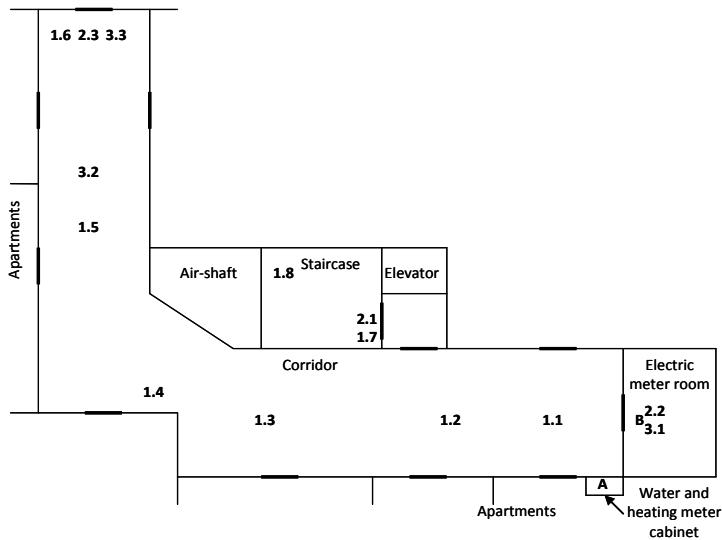 1.6 2.3 3.3
3.2
1.5
Apartments
Air-shaft
1.8
Staircase
Elevator
2.1
1.7
Corridor
Electric
meter room
1.4
1.3
1.2
1.1
B 2.2
3.1
A
Water and
heating meter
cabinet
Apartments